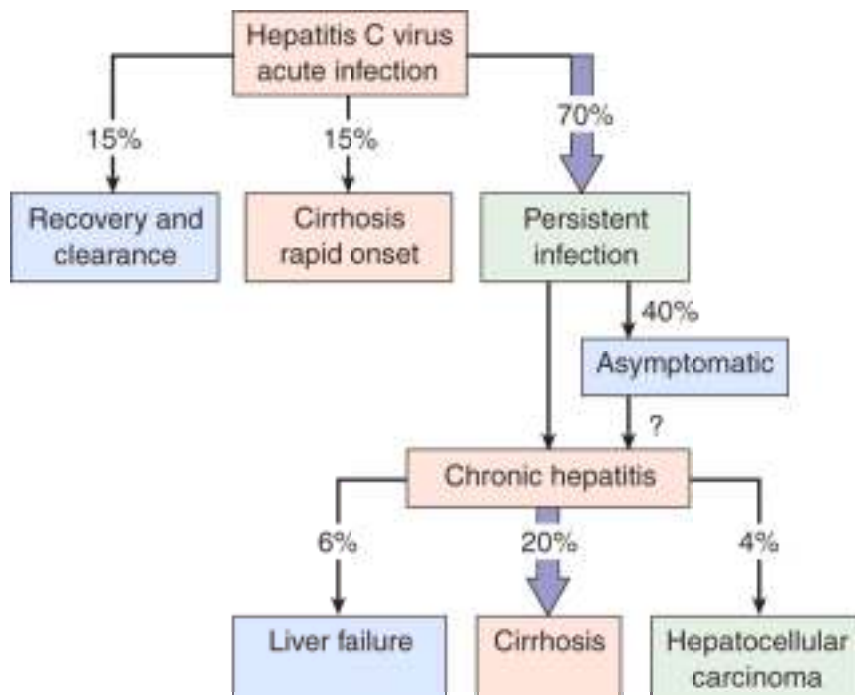 Hepatitis C virus
acute infection
15%
15%
70%
Recovery and
clearance
Cirrhosis
rapid onset
Persistent
infection
40%
Asymptomatic
?
Chronic hepatitis
6%
20%
4%
Liver failure
Cirrhosis
Hepatocellular
carcinoma